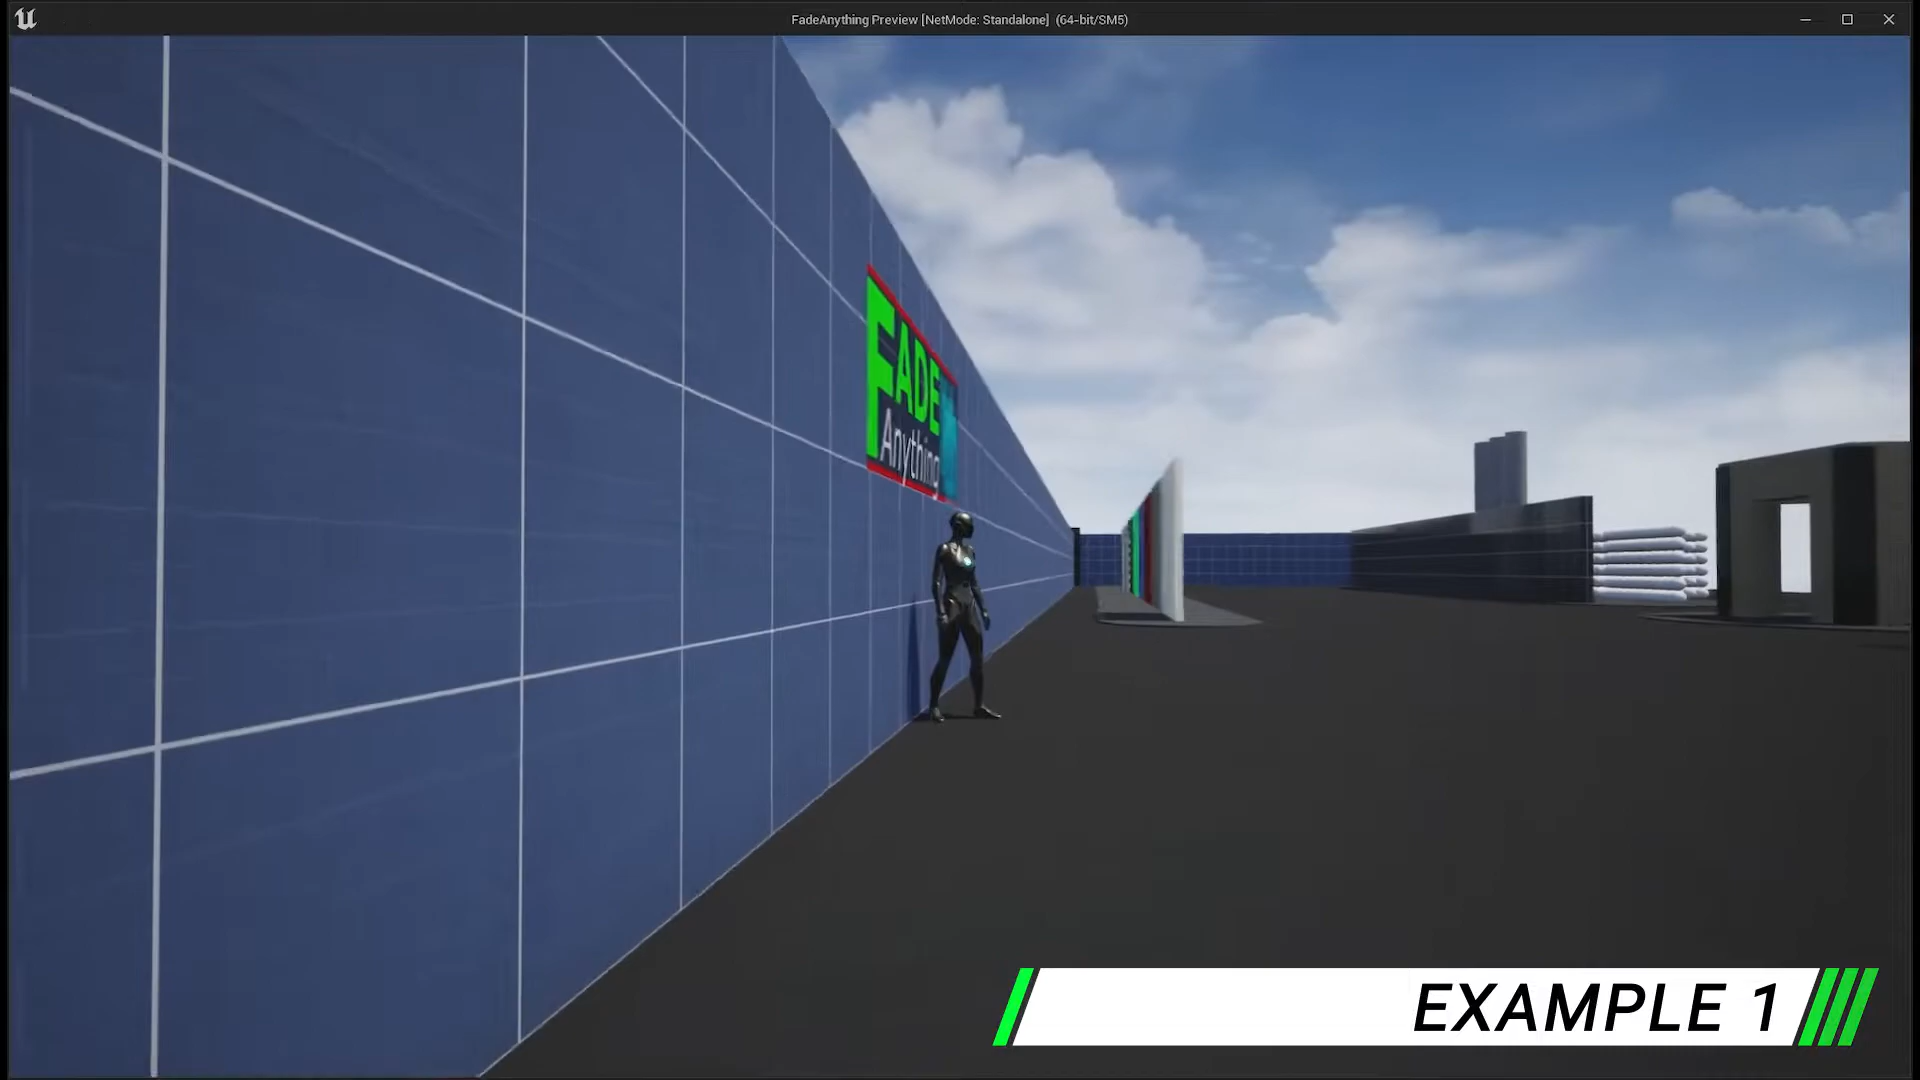 FadeAnything Preview [NetMode: Standalone] (64-bit/SM5)
FADE
Anything
EXAMPLE 1